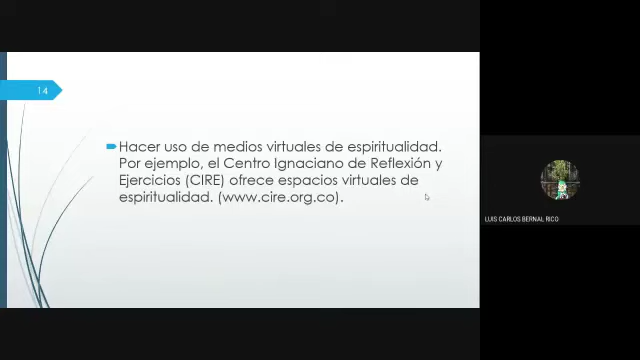 14
Hacer uso de medios virtuales de espiritualidad.
Por ejemplo, el Centro Ignaciano de Reflexión y
Ejercicios (CIRE) ofrece espacios virtuales de
espiritualidad. (www.cire.org.co).
LUIS CARLOS BERNAL RICO